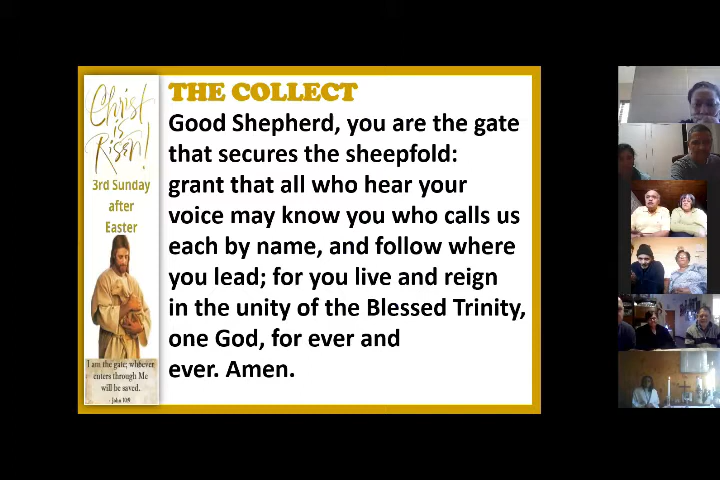 Christ
is
Risen!
3rd Sunday
after
Easter
I am the gate; whoever
enters through Me
will be saved.
- John 10:9
THE COLLECT
Good Shepherd, you are the gate
that secures the sheepfold:
grant that all who hear your
voice may know you who calls us
each by name, and follow where
you lead; for you live and reign
in the unity of the Blessed Trinity,
one God, for ever and
ever. Amen.